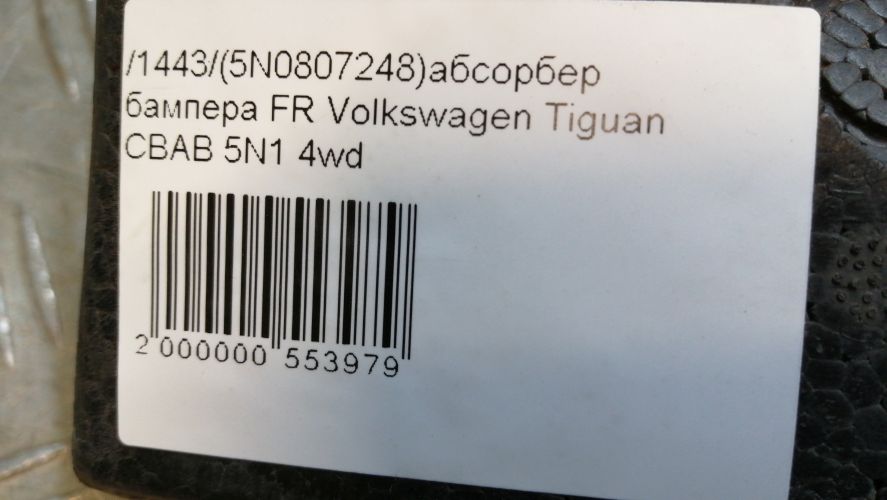 /1443/(5N0807248)абсорбер
бампера FR Volkswagen Tiguan
CBAB 5N1 4wd
2 000000 553979